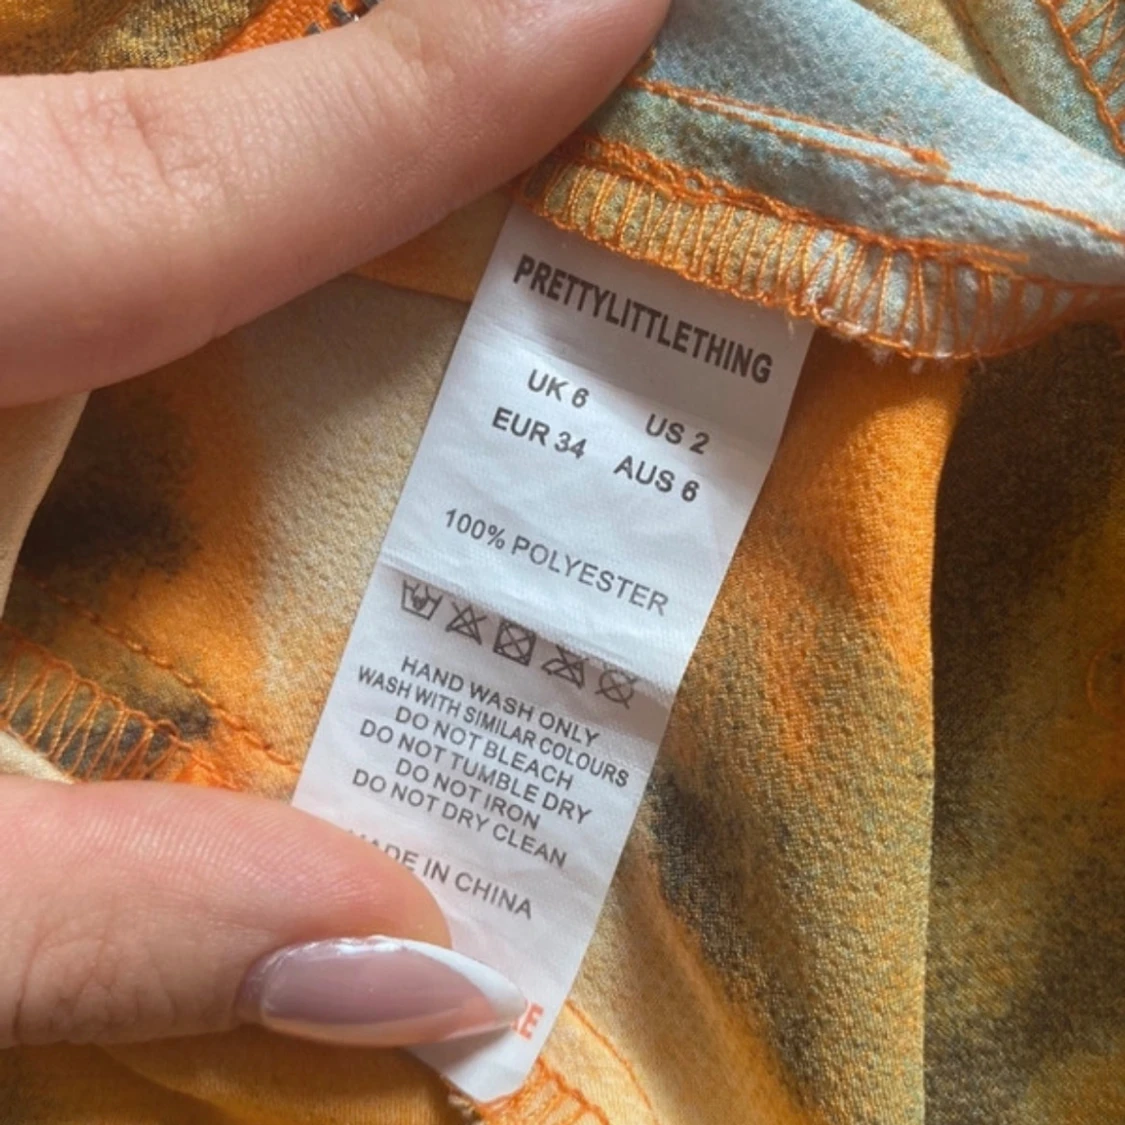 PRETTYLITTLETHING
UK 6 US 2
EUR 34 AUS 6
100% POLYESTER
HAND WASH ONLY
WASH WITH SIMILAR COLOURS
DO NOT BLEACH
DO NOT TUMBLE DRY
DO NOT IRON
DO NOT DRY CLEAN
MADE IN CHINA